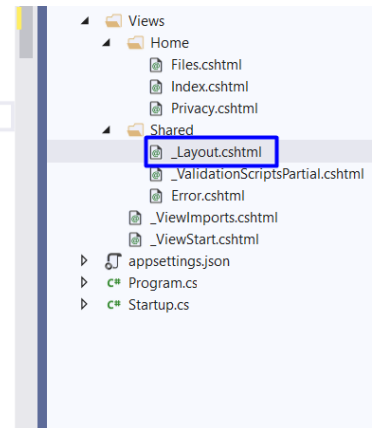 Views
Home
Files.cshtml
Index.cshtml
Privacy.cshtml
Shared
_Layout.cshtml
_ValidationScriptsPartial.cshtml
Error.cshtml
_ViewImports.cshtml
_ViewStart.cshtml
appsettings.json
C# Program.cs
C# Startup.cs